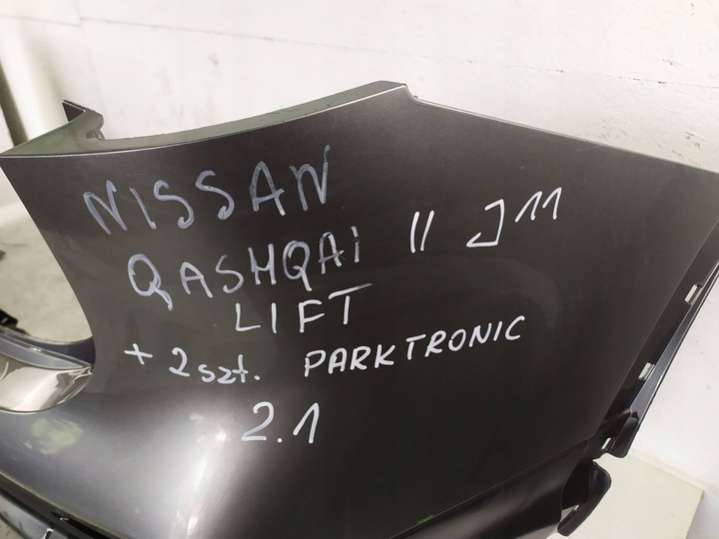 NISSAN
QASHQAi II J11
LIFT
+ 2 szt. PARKTRONIC
2.1